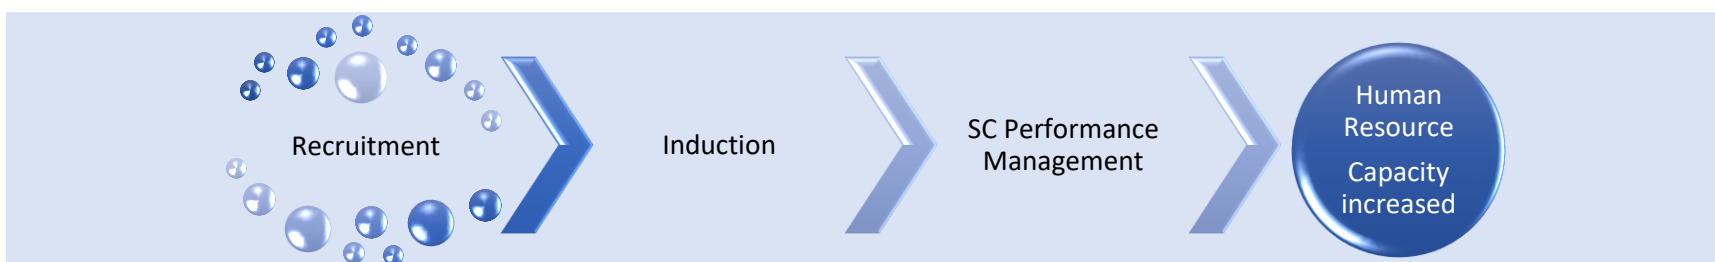 Recruitment
Induction
SC Performance
Management
Human
Resource
Capacity
increased